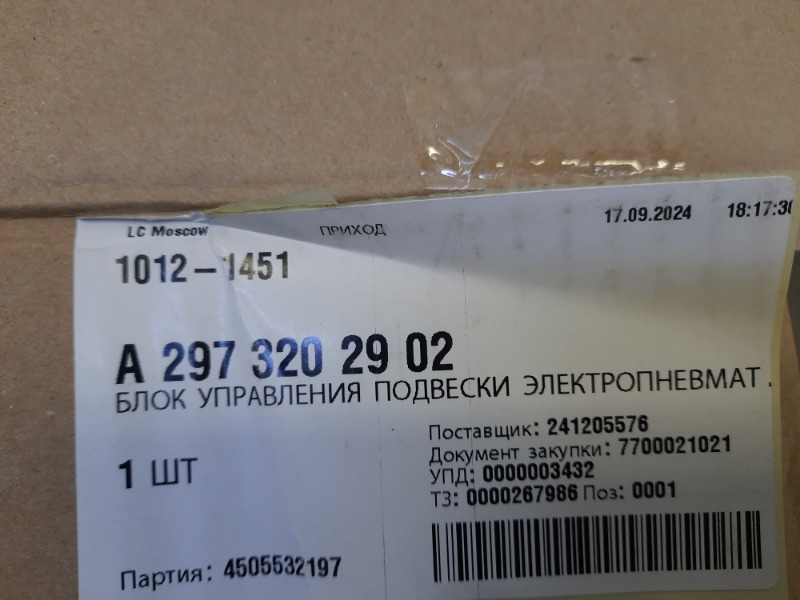 LC Moscow ПРИХОД 17.09.2024 18:17:30
1012-1451
A 297 320 29 02
БЛОК УПРАВЛЕНИЯ ПОДВЕСКИ ЭЛЕКТРОПНЕВМАТ.
1 ШТ
Поставщик: 241205576
Документ закупки: 7700021021
УПД: 0000003432
ТЗ: 0000267986 Поз: 0001
Партия: 4505532197